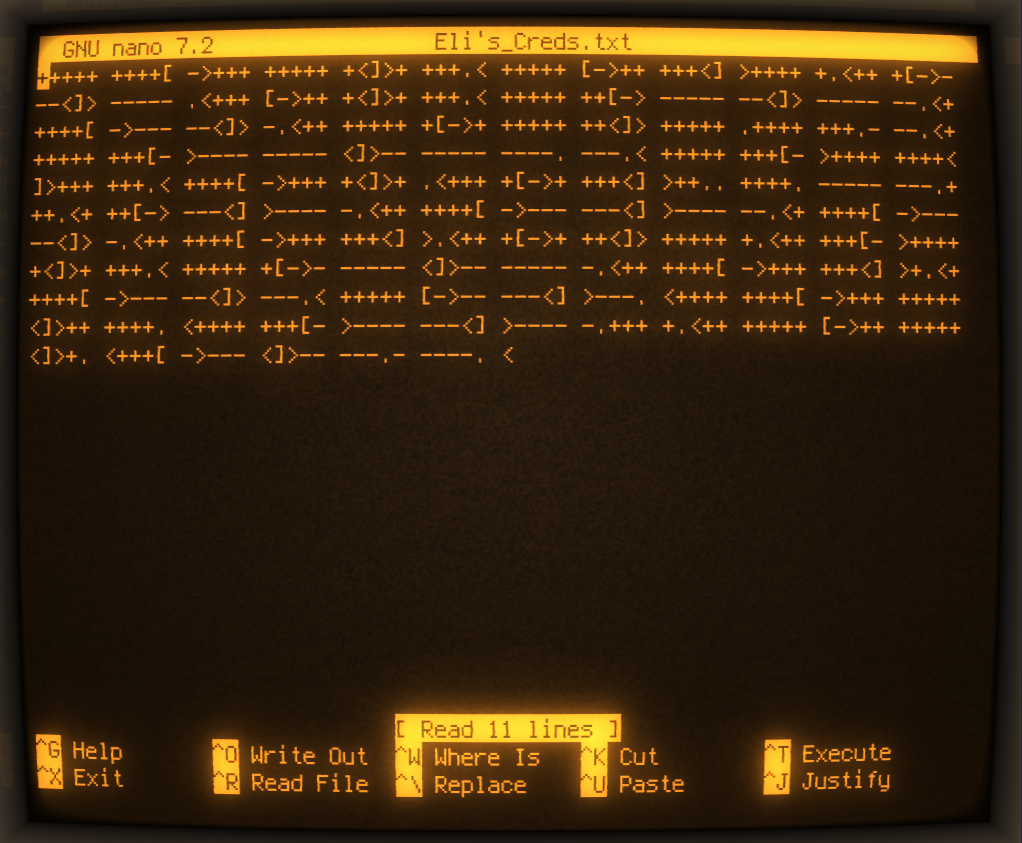 GNU nano 7.2 Eli's_Creds.txt
+++++ ++++[ ->+++ +++++ +<]>+ +++.< +++++ [->++ +++<] >++++ +.<++ +[->-
--<]> ----- .<+++ [->++ +<]>+ +++.< +++++ ++[-> ----- --<]> ----- --.<+
++++[ ->--- --<]> -.<++ +++++ +[->+ +++++ ++<]> +++++ .++++ +++.- --.<+
+++++ +++[- >---- ----- <]>-- ----- ----. ---.< +++++ +++[- >++++ ++++<
]>+++ +++.< ++++[ ->+++ +<]>+ .<+++ +[->+ +++<] >++.. ++++. ----- ---.+
++.<+ ++[-> ---<] >---- -.<++ ++++[ ->--- ---<] >---- --.<+ ++++[ ->---
--<]> -.<++ ++++[ ->+++ +++<] >.<++ +[->+ ++<]> +++++ +.<++ +++[- >++++
+<]>+ +++.< +++++ +[->- ----- <]>-- ----- -.<++ ++++[ ->+++ +++<] >+.<+
++++[ ->--- --<]> ---.< +++++ [->-- ---<] >---. <++++ ++++[ ->+++ +++++
<]>++ ++++. <++++ +++[- >---- ---<] >---- -.+++ +.<++ +++++ [->++ +++++
<]>+. <+++[ ->--- <]>-- ---.- ----. <
[ Read 11 lines ]
^G Help ^O Write Out ^W Where Is ^K Cut ^T Execute
^X Exit ^R Read File ^\ Replace ^U Paste ^J Justify